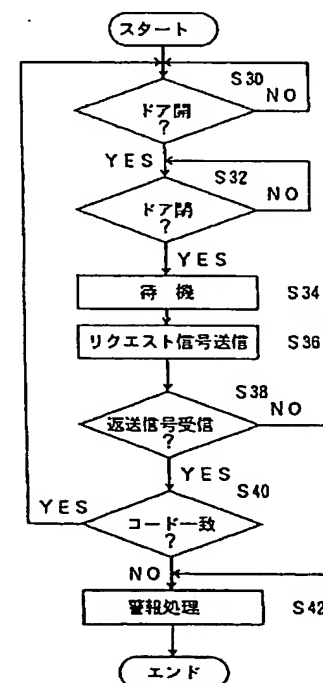 スタート
S30
NO
ドア開
?
YES
S32
NO
ドア閉
?
YES
待 機
S34
リクエスト信号送信
S36
S38
NO
返送信号受信
?
YES
S40
YES
コード一致
?
NO
警報処理
S42
エンド